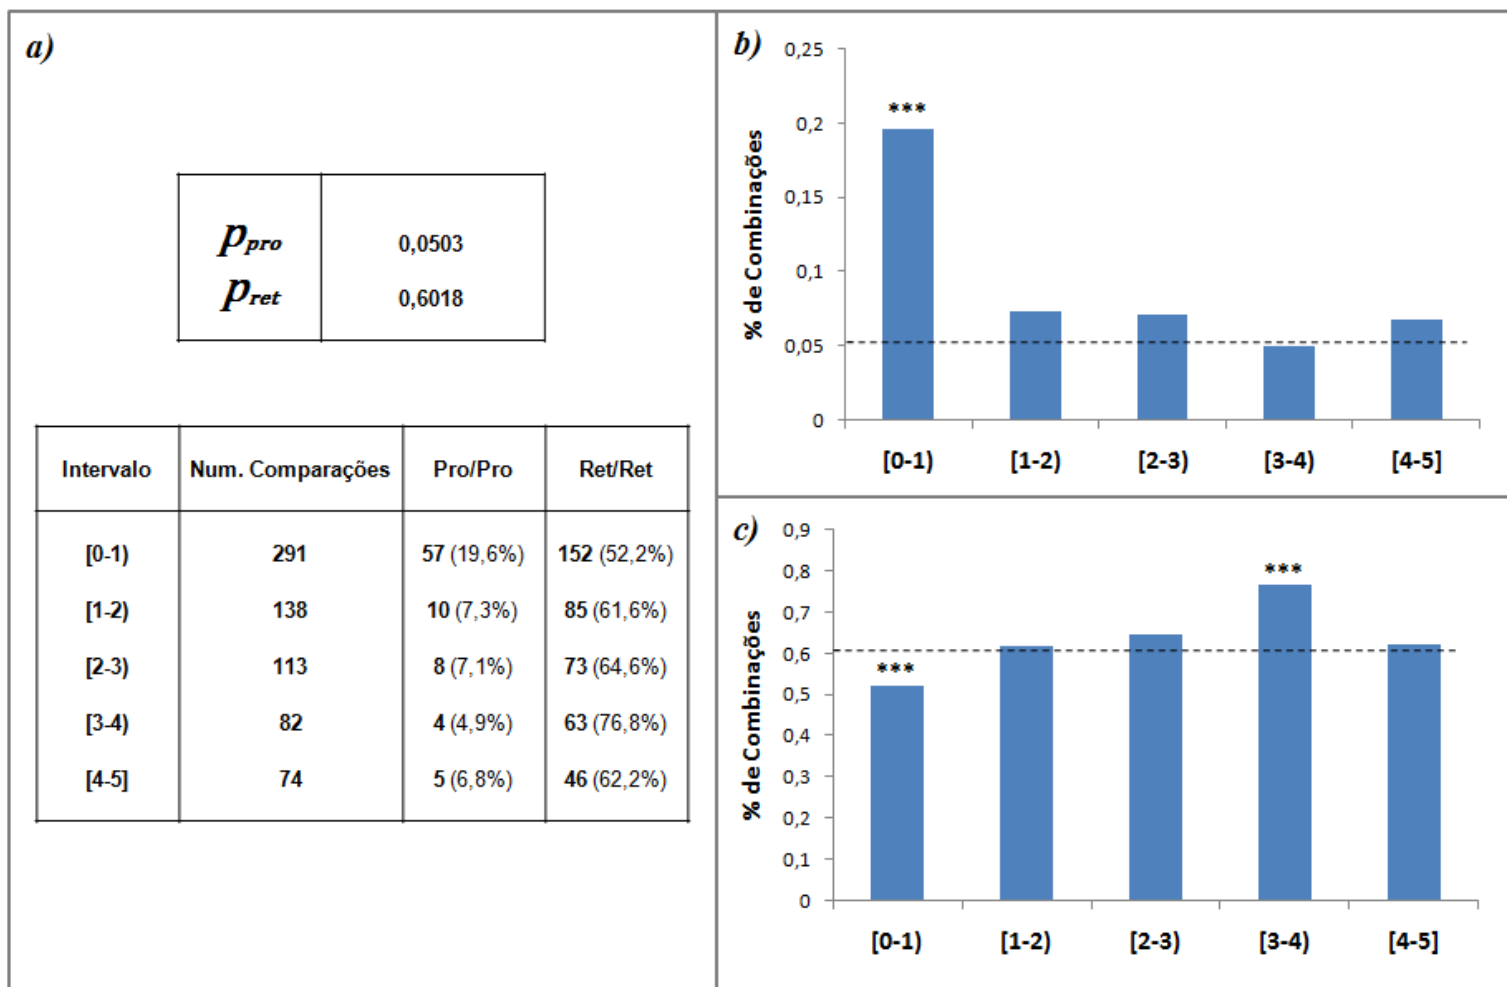 a)
p pro 0,0503
p ret 0,6018
Intervalo Num. Comparações Pro/Pro Ret/Ret
[0-1) 291 57 (19,6%) 152 (52,2%)
[1-2) 138 10 (7,3%) 85 (61,6%)
[2-3) 113 8 (7,1%) 73 (64,6%)
[3-4) 82 4 (4,9%) 63 (76,8%)
[4-5] 74 5 (6,8%) 46 (62,2%)
b)
% de Combinações
0,25
0,2
0,15
0,1
0,05
0
***
[0-1) [1-2) [2-3) [3-4) [4-5]
c)
% de Combinações
0,9
0,8
0,7
0,6
0,5
0,4
0,3
0,2
0,1
0
*** ***
[0-1) [1-2) [2-3) [3-4) [4-5]